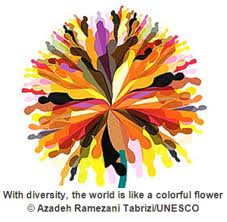 With diversity, the world is like a colorful flower
© Azadeh Ramezani Tabrizi/UNESCO